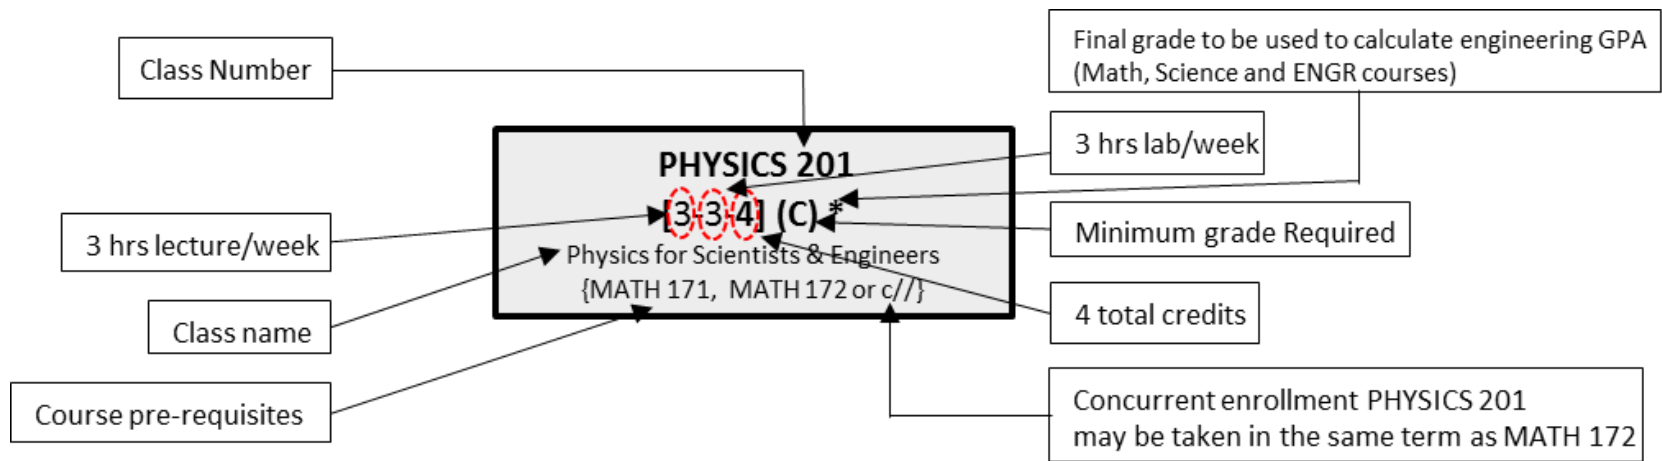 Class Number
Final grade to be used to calculate engineering GPA
(Math, Science and ENGR courses)
3 hrs lab/week
PHYSICS 201
[3-3-4] (C) *
Physics for Scientists & Engineers
{MATH 171, MATH 172 or c//}
3 hrs lecture/week
Minimum grade Required
Class name
4 total credits
Course pre-requisites
Concurrent enrollment PHYSICS 201
may be taken in the same term as MATH 172